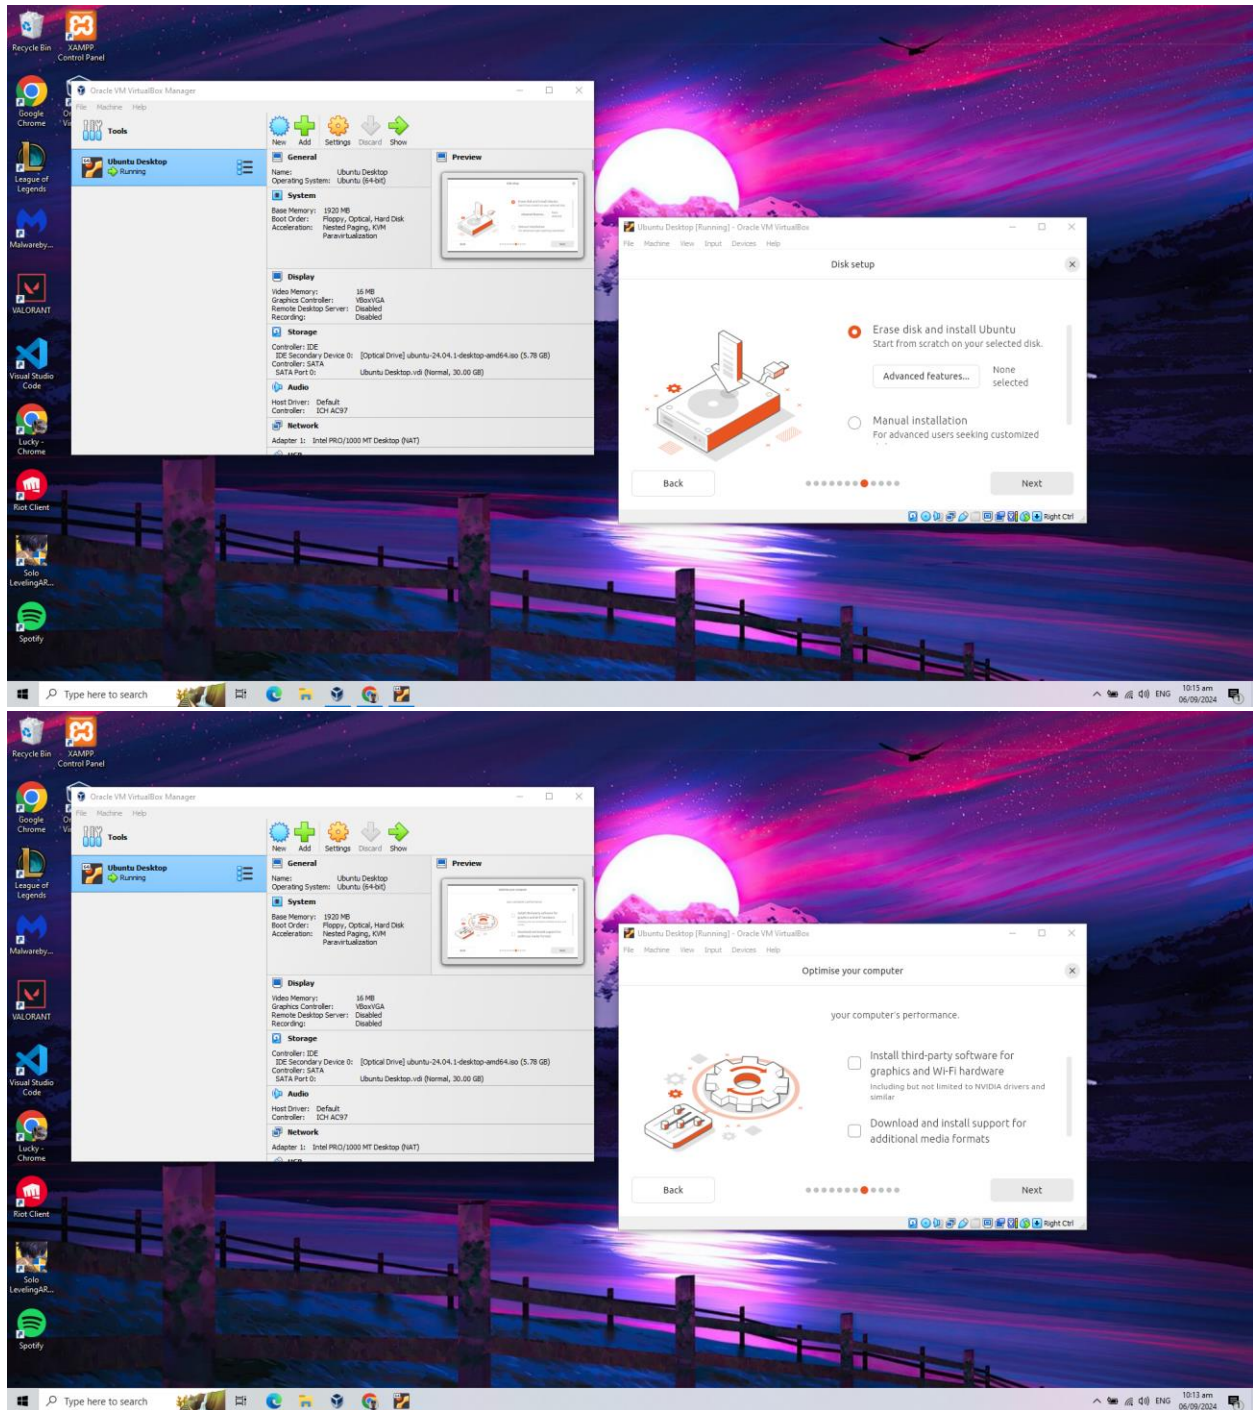 Recycle Bin
XAMPP
Control Panel
Google
Chrome
League of
Legends
Malwareby...
VALORANT
Visual Studio
Code
Lucky -
Chrome
Riot Client
Solo
LevelingAR...
Spotify
Oracle VM VirtualBox Manager
File Machine Help
Tools
New Add Settings Discard Show
Ubuntu Desktop
Running
General
Name: Ubuntu Desktop
Operating System: Ubuntu (64-bit)
System
Base Memory: 1920 MB
Boot Order: Floppy, Optical, Hard Disk
Acceleration: Nested Paging, KVM
Paravirtualization
Preview
Display
Video Memory: 16 MB
Graphics Controller: VBoxVGA
Remote Desktop Server: Disabled
Recording: Disabled
Storage
Controller: IDE
IDE Secondary Device 0: [Optical Drive] ubuntu-24.04.1-desktop-amd64.iso (5.78 GB)
Controller: SATA
SATA Port 0: Ubuntu Desktop.vdi (Normal, 30.00 GB)
Audio
Host Driver: Default
Controller: ICH AC97
Network
Adapter 1: Intel PRO/1000 MT Desktop (NAT)
Ubuntu Desktop [Running] - Oracle VM VirtualBox
File Machine View Input Devices Help
Disk setup
Erase disk and install Ubuntu
Start from scratch on your selected disk.
Advanced features...
None
selected
Manual installation
For advanced users seeking customized
Back
Next
Right Ctrl
Type here to search
ENG
10:15 am
06/09/2024
Recycle Bin
XAMPP
Control Panel
Google
Chrome
League of
Legends
Malwareby...
VALORANT
Visual Studio
Code
Lucky -
Chrome
Riot Client
Solo
LevelingAR...
Spotify
Oracle VM VirtualBox Manager
File Machine Help
Tools
New Add Settings Discard Show
Ubuntu Desktop
Running
General
Name: Ubuntu Desktop
Operating System: Ubuntu (64-bit)
System
Base Memory: 1920 MB
Boot Order: Floppy, Optical, Hard Disk
Acceleration: Nested Paging, KVM
Paravirtualization
Preview
Display
Video Memory: 16 MB
Graphics Controller: VBoxVGA
Remote Desktop Server: Disabled
Recording: Disabled
Storage
Controller: IDE
IDE Secondary Device 0: [Optical Drive] ubuntu-24.04.1-desktop-amd64.iso (5.78 GB)
Controller: SATA
SATA Port 0: Ubuntu Desktop.vdi (Normal, 30.00 GB)
Audio
Host Driver: Default
Controller: ICH AC97
Network
Adapter 1: Intel PRO/1000 MT Desktop (NAT)
Ubuntu Desktop [Running] - Oracle VM VirtualBox
File Machine View Input Devices Help
Optimise your computer
your computer's performance.
Install third-party software for
graphics and Wi-Fi hardware
Including but not limited to NVIDIA drivers and
similar
Download and install support for
additional media formats
Back
Next
Right Ctrl
Type here to search
ENG
10:13 am
06/09/2024